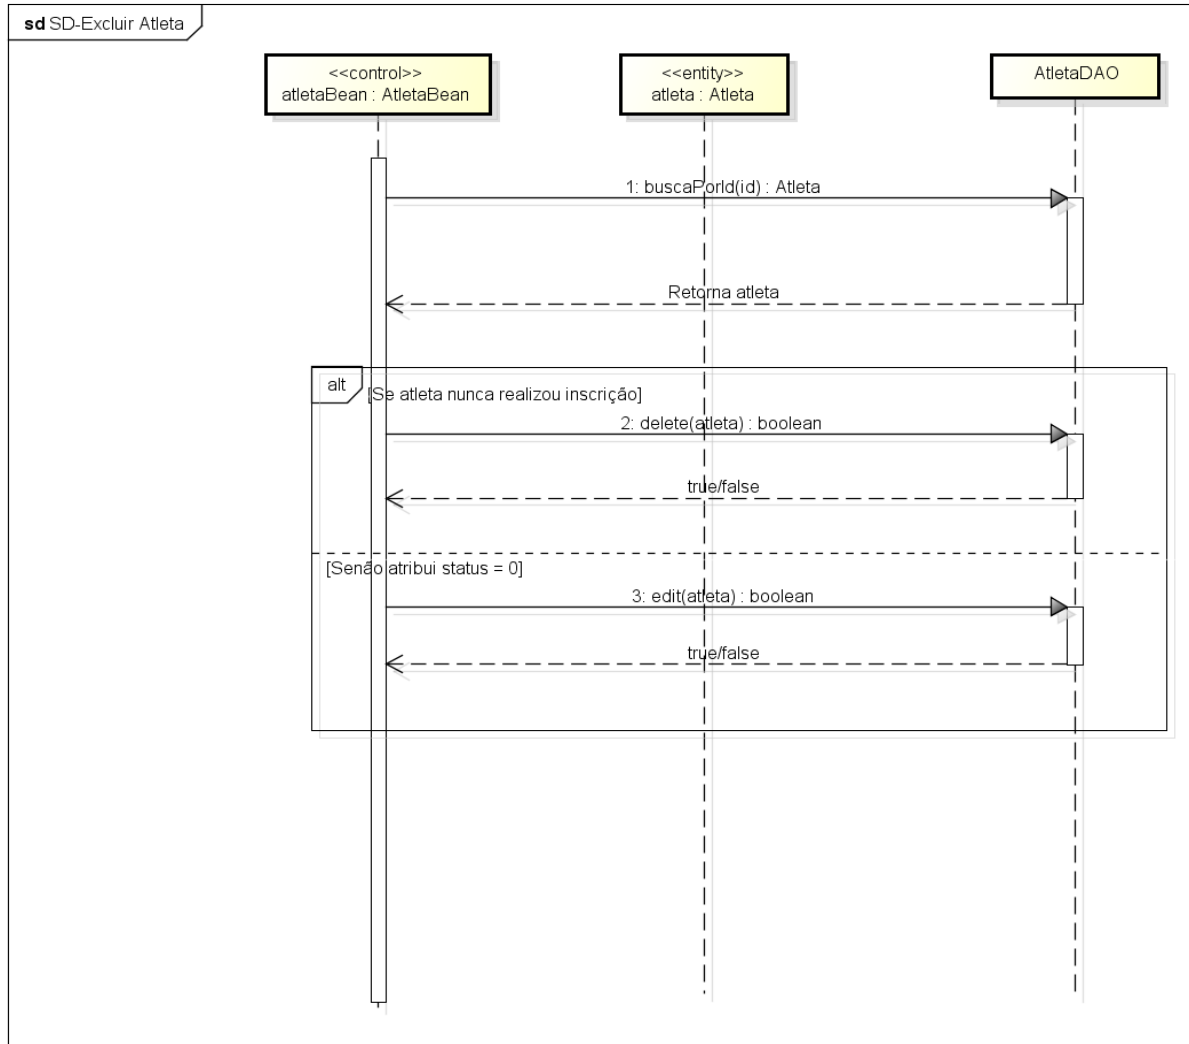 sd SD-Excluir Atleta
<<control>>
atletaBean : AtletaBean
<<entity>>
atleta : Atleta
AtletaDAO
1: buscaPorId(id) : Atleta
Retorna atleta
alt
[Se atleta nunca realizou inscrição]
2: delete(atleta) : boolean
true/false
[Senão atribui status = 0]
3: edit(atleta) : boolean
true/false